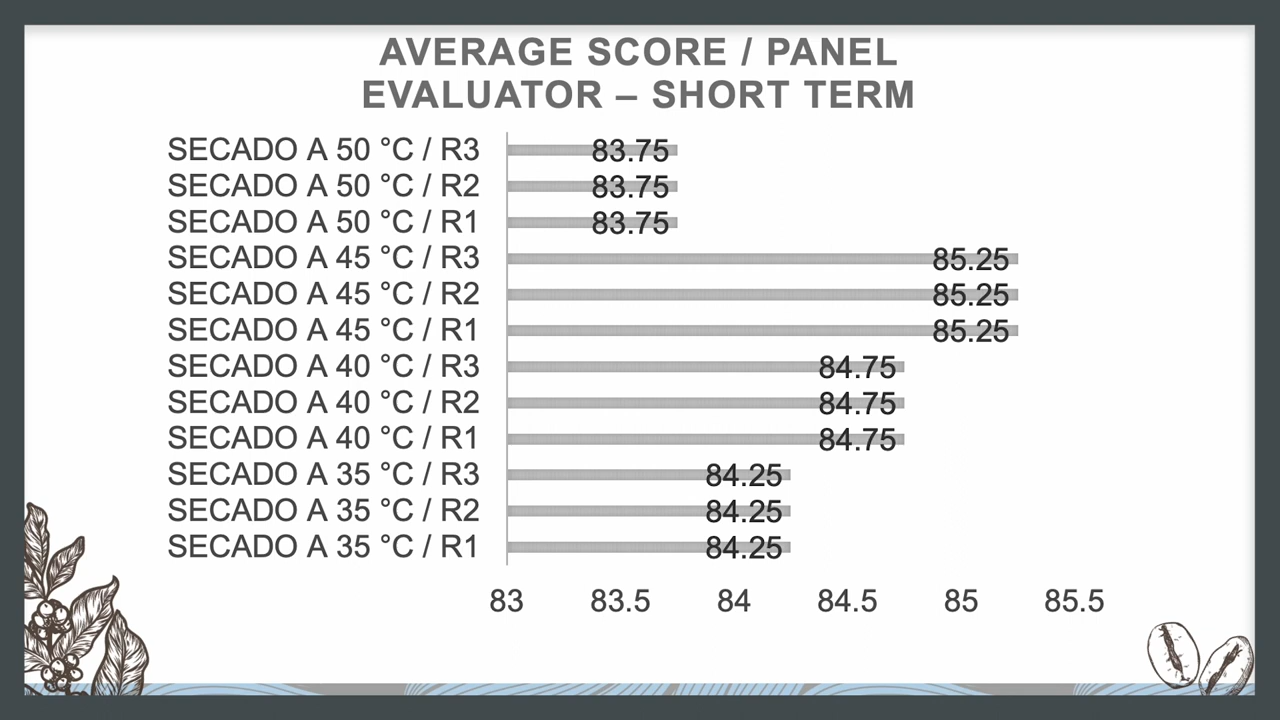 AVERAGE SCORE / PANEL
EVALUATOR – SHORT TERM
SECADO A 50 °C / R3 83.75
SECADO A 50 °C / R2 83.75
SECADO A 50 °C / R1 83.75
SECADO A 45 °C / R3 85.25
SECADO A 45 °C / R2 85.25
SECADO A 45 °C / R1 85.25
SECADO A 40 °C / R3 84.75
SECADO A 40 °C / R2 84.75
SECADO A 40 °C / R1 84.75
SECADO A 35 °C / R3 84.25
SECADO A 35 °C / R2 84.25
SECADO A 35 °C / R1 84.25
83 83.5 84 84.5 85 85.5